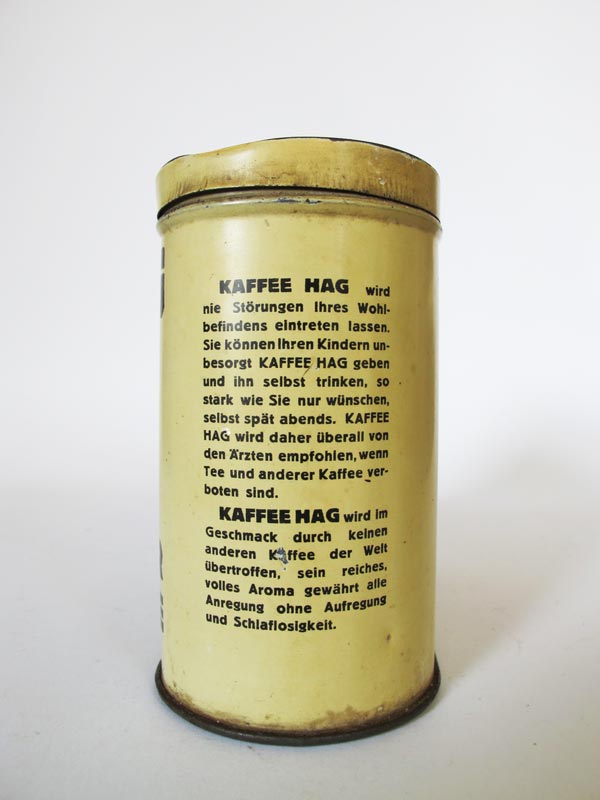 KAFFEE HAG wird
nie Störungen Ihres Wohl-
befindens eintreten lassen.
Sie können Ihren Kindern un-
besorgt KAFFEE HAG geben
und ihn selbst trinken, so
stark wie Sie nur wünschen,
selbst spät abends. KAFFEE
HAG wird daher überall von
den Ärzten empfohlen, wenn
Tee und anderer Kaffee ver-
boten sind.
KAFFEE HAG wird im
Geschmack durch keinen
anderen Kaffee der Welt
übertroffen, sein reiches,
volles Aroma gewährt alle
Anregung ohne Aufregung
und Schlaflosigkeit.